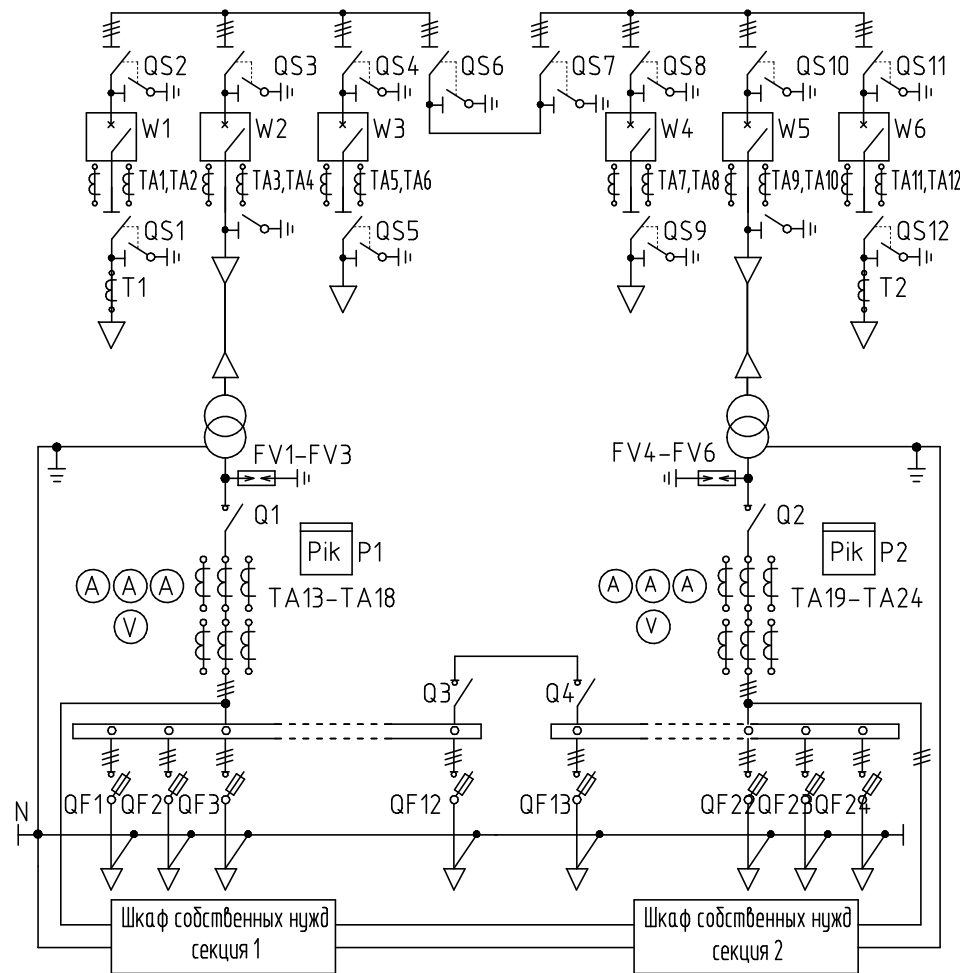 QS2 QS3 QS4 QS6 QS7 QS8 QS10 QS11
W1 W2 W3 W4 W5 W6
TA1,TA2 TA3,TA4 TA5,TA6 TA7,TA8 TA9,TA10 TA11,TA12
QS1 QS5 QS9 QS12
T1 T2
FV1-FV3 FV4-FV6
Q1 Q2
Pik P1 Pik P2
A A A A A A
TA13-TA18 TA19-TA24
V V
Q3 Q4
QF1 QF2 QF3 QF12 QF13 QF22 QF23 QF24
N
Шкаф собственных нужд
секция 1
Шкаф собственных нужд
секция 2